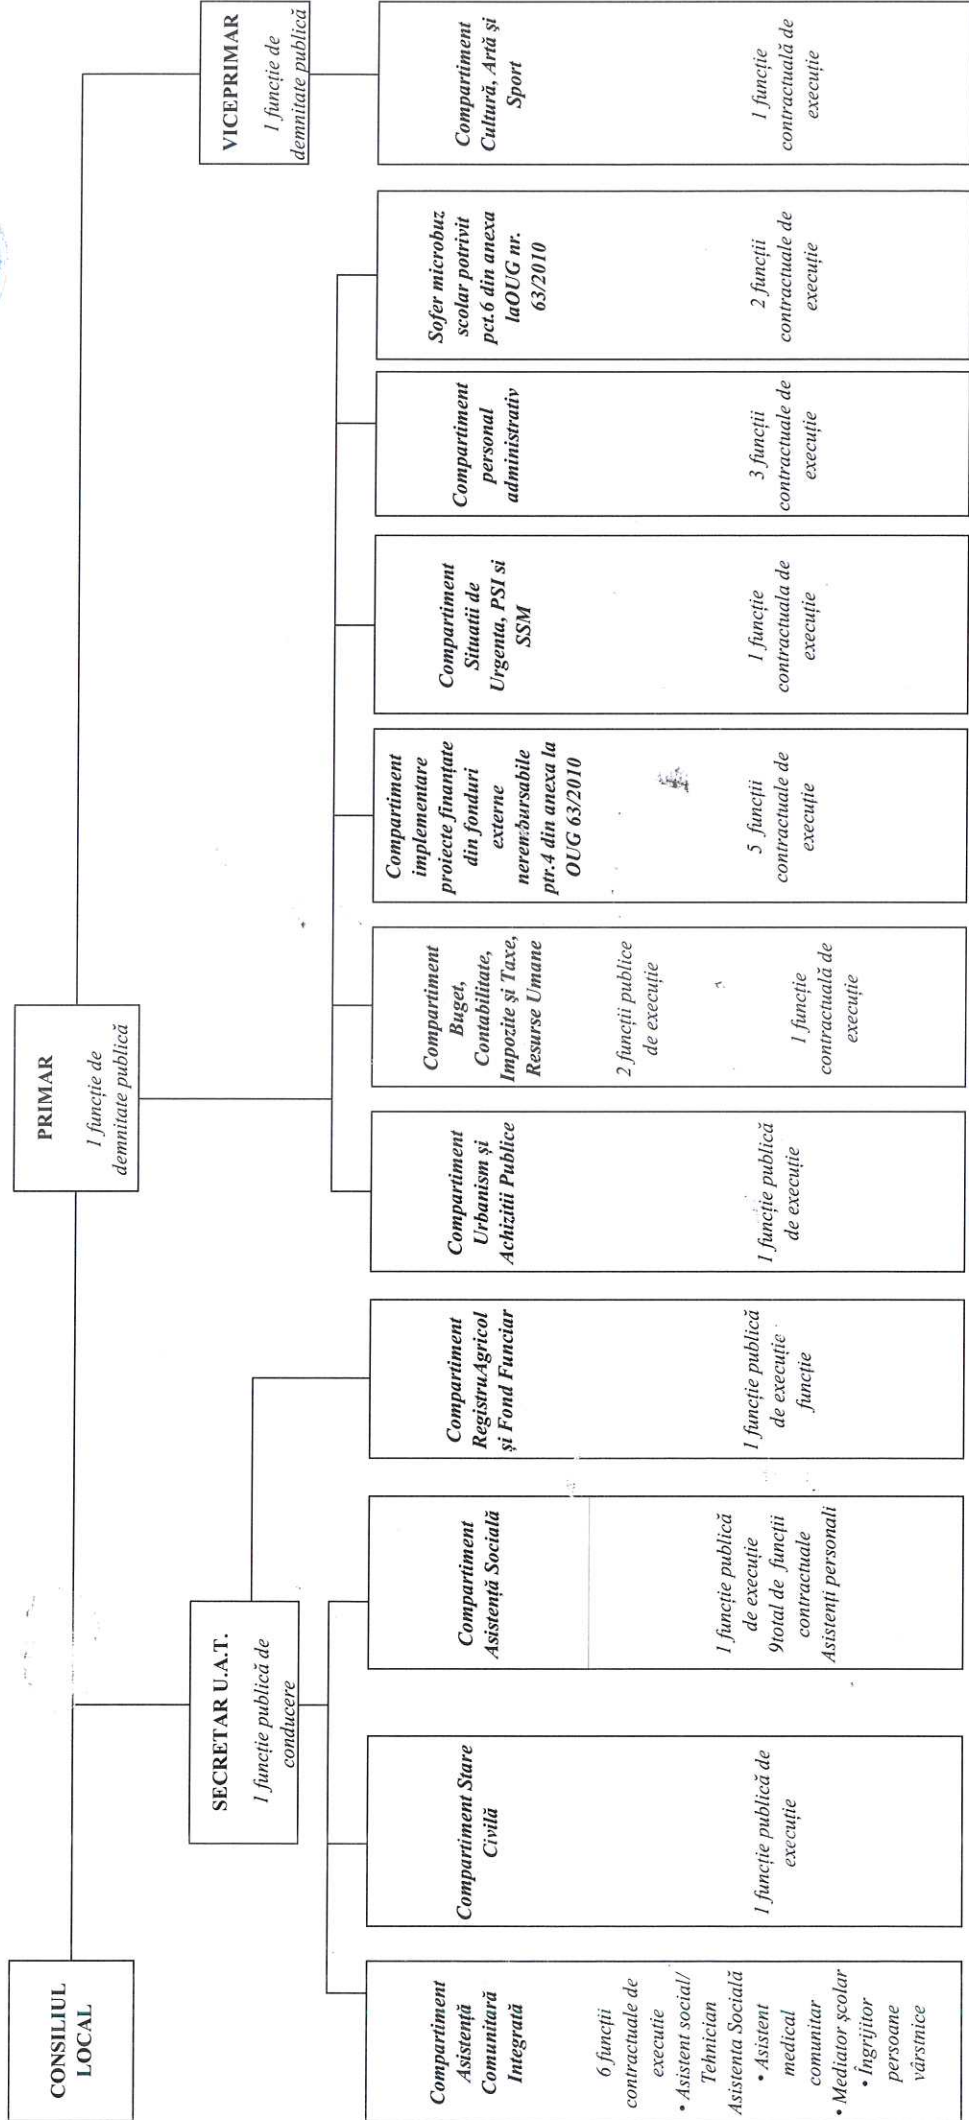 CONSILIUL
LOCAL
PRIMAR
1 funcție de
demnitate publică
VICEPRIMAR
1 funcție de
demnitate publică
SECRETAR U.A.T.
1 funcție publică de
conducere
Compartiment
Asistență
Comunitară
Integrată
6 funcții
contractuale de
executie
• Asistent social/
Tehnician
Asistenta Socială
• Asistent
medical
comunitar
• Mediator școlar
• Îngrijitor
persoane
vârstnice
Compartiment Stare
Civilă
1 funcție publică de
execuție
Compartiment
Asistență Socială
1 funcție publică
de execuție
9total de funcții
contractuale
Asistenți personali
Compartiment
RegistruAgricol
și Fond Funciar
1 funcție publică
de execuție
funcție
Compartiment
Urbanism și
Achizitii Publice
1 funcție publică
de execuție
Compartiment
Buget,
Contabilitate,
Impozite și Taxe,
Resurse Umane
2 funcții publice
de execuție
1 funcție
contractuală de
execuție
Compartiment
implementare
proiecte finanțate
din fonduri
externe
nerembursabile
ptr.4 din anexa la
OUG 63/2010
5 funcții
contractuale de
execuție
Compartiment
Situatii de
Urgenta, PSI si
SSM
1 funcție
contractuala de
execuție
Compartiment
personal
administrativ
3 funcții
contractuale de
execuție
Sofer microbuz
scolar potrivit
pct.6 din anexa
laOUG nr.
63/2010
2 funcții
contractuale de
execuție
Compartiment
Cultură, Artă și
Sport
1 funcție
contractuală de
execuție